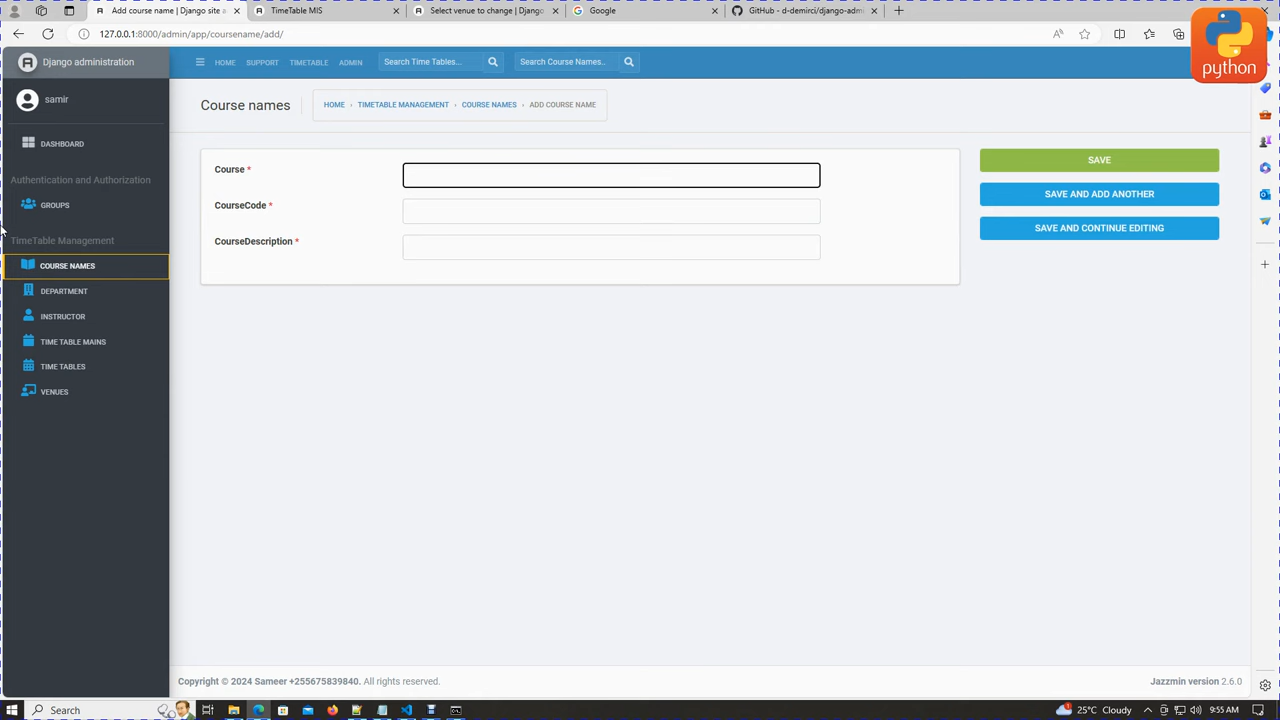 Add course name | Django site a
TimeTable MIS
Select venue to change | Django
Google
GitHub - d-demirci/django-admi
127.0.0.1:8000/admin/app/coursename/add/
python
Django administration
HOME
SUPPORT
TIMETABLE
ADMIN
Search Time Tables...
Search Course Names..
samir
Course names
HOME › TIMETABLE MANAGEMENT › COURSE NAMES › ADD COURSE NAME
DASHBOARD
Authentication and Authorization
GROUPS
TimeTable Management
COURSE NAMES
DEPARTMENT
INSTRUCTOR
TIME TABLE MAINS
TIME TABLES
VENUES
Course *
CourseCode *
CourseDescription *
SAVE
SAVE AND ADD ANOTHER
SAVE AND CONTINUE EDITING
Copyright © 2024 Sameer +255675839840. All rights reserved.
Jazzmin version 2.6.0
Search
25°C Cloudy
9:55 AM